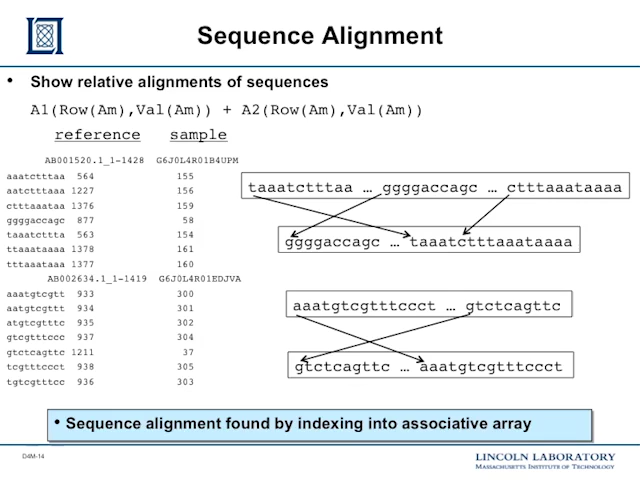 Sequence Alignment
• Show relative alignments of sequences
A1(Row(Am),Val(Am)) + A2(Row(Am),Val(Am))
reference sample
AB001520.1_1-1428 G6J0L4R01B4UPM
aaatctttaa 564 155
aatctttaaa 1227 156
ctttaaataa 1376 159
ggggaccagc 877 58
taaatcttta 563 154
ttaaataaaa 1378 161
tttaaataaa 1377 160
AB002634.1_1-1419 G6J0L4R01EDJVA
aaatgtcgtt 933 300
aatgtcgttt 934 301
atgtcgtttc 935 302
gtcgtttccc 937 304
gtctcagttc 1211 37
tcgtttccct 938 305
tgtcgtttcc 936 303
taaatctttaa … ggggaccagc … ctttaaataaaa
ggggaccagc … taaatctttaaataaaa
aaatgtcgtttccct … gtctcagttc
gtctcagttc … aaatgtcgtttccct
• Sequence alignment found by indexing into associative array
D4M-14
LINCOLN LABORATORY
MASSACHUSETTS INSTITUTE OF TECHNOLOGY